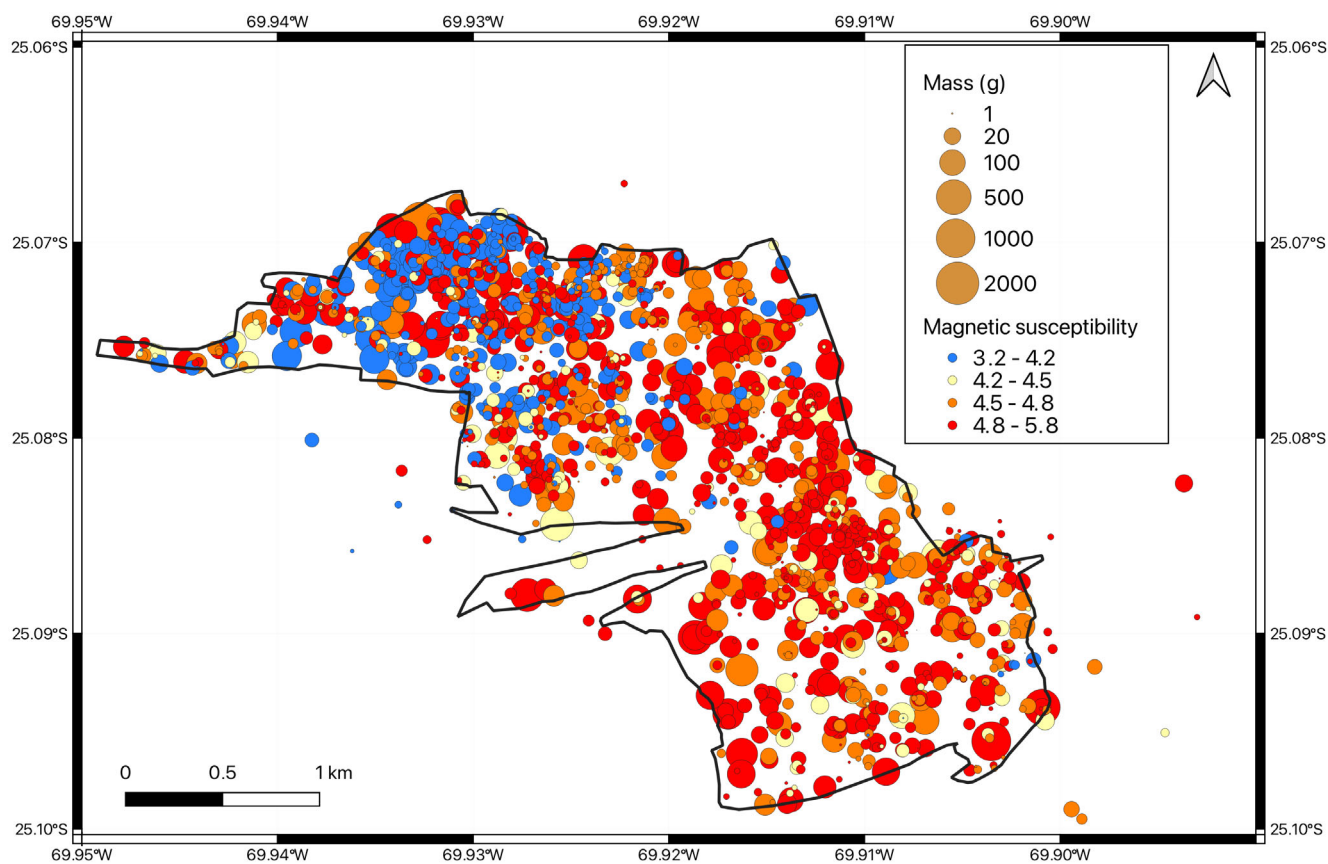 69.95°W 69.94°W 69.93°W 69.92°W 69.91°W 69.90°W
25.06°S 25.06°S
Mass (g)
1
20
100
500
1000
2000
Magnetic susceptibility
3.2 - 4.2
4.2 - 4.5
4.5 - 4.8
4.8 - 5.8
25.07°S 25.07°S
25.08°S 25.08°S
25.09°S 25.09°S
0 0.5 1 km
25.10°S 25.10°S
69.95°W 69.94°W 69.93°W 69.92°W 69.91°W 69.90°W